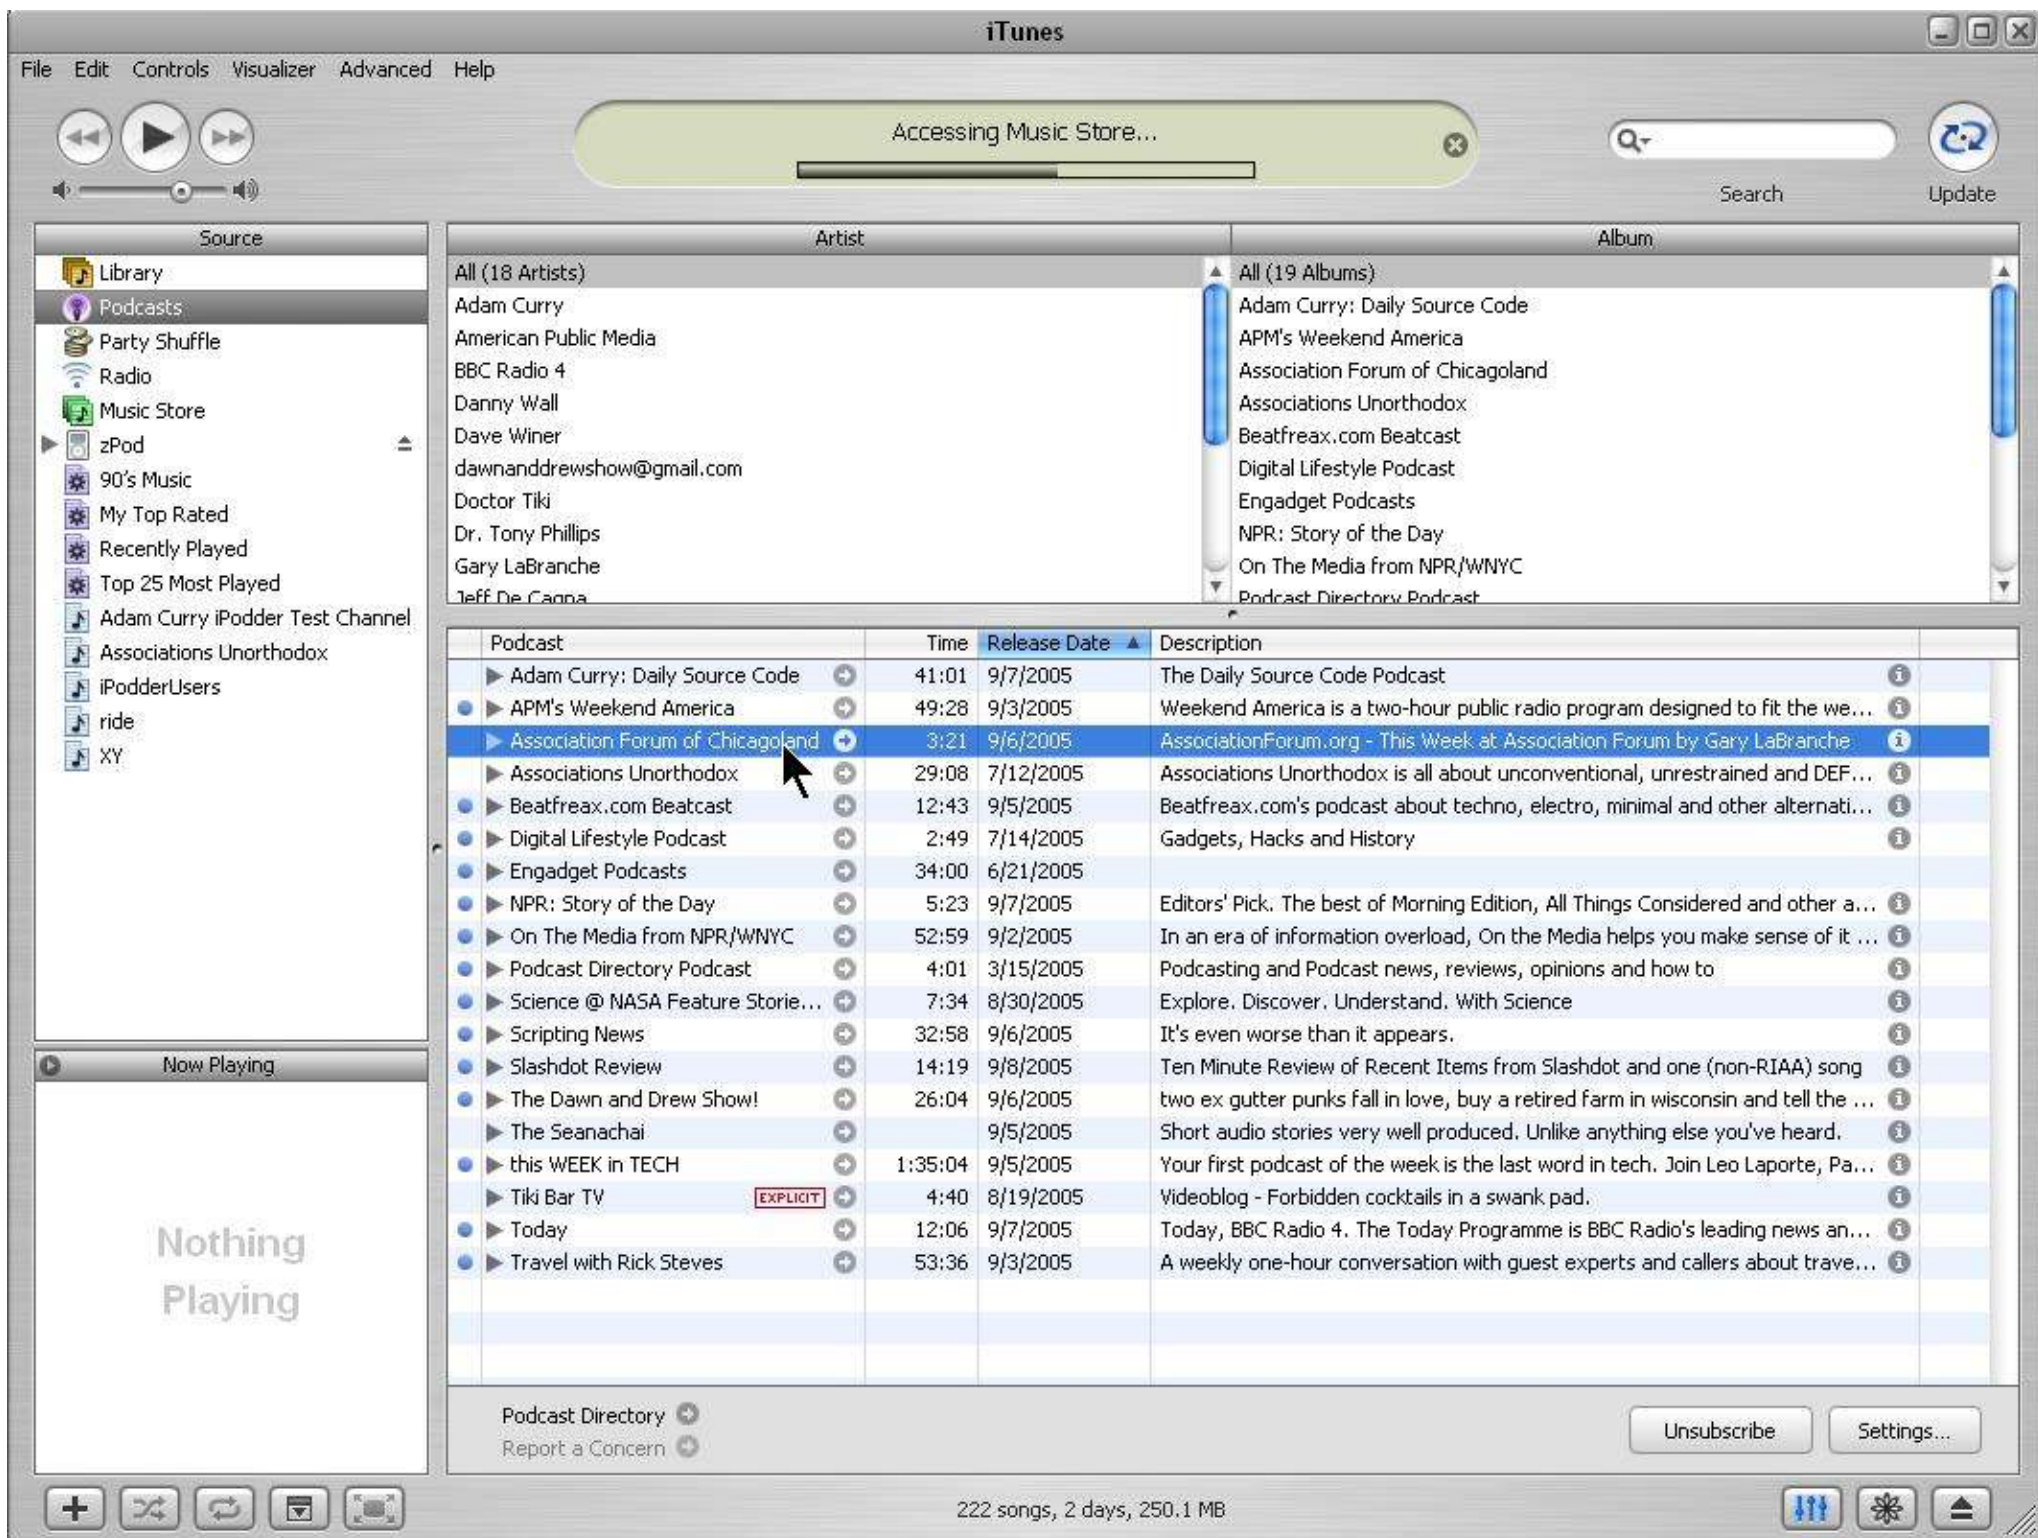 iTunes
File Edit Controls Visualizer Advanced Help
Accessing Music Store...
Search
Update
Source
Library
Podcasts
Party Shuffle
Radio
Music Store
zPod
90's Music
My Top Rated
Recently Played
Top 25 Most Played
Adam Curry iPodder Test Channel
Associations Unorthodox
iPodderUsers
ride
XY
Now Playing
Nothing
Playing
Artist
All (18 Artists)
Adam Curry
American Public Media
BBC Radio 4
Danny Wall
Dave Winer
dawnanddrewshow@gmail.com
Doctor Tiki
Dr. Tony Phillips
Gary LaBranche
Jeff De Cagna
Album
All (19 Albums)
Adam Curry: Daily Source Code
APM's Weekend America
Association Forum of Chicagoland
Associations Unorthodox
Beatfreax.com Beatcast
Digital Lifestyle Podcast
Engadget Podcasts
NPR: Story of the Day
On The Media from NPR/WNYC
Podcast Directory Podcast
Podcast Time Release Date Description
Adam Curry: Daily Source Code 41:01 9/7/2005 The Daily Source Code Podcast
APM's Weekend America 49:28 9/3/2005 Weekend America is a two-hour public radio program designed to fit the we...
Association Forum of Chicagoland 3:21 9/6/2005 AssociationForum.org - This Week at Association Forum by Gary LaBranche
Associations Unorthodox 29:08 7/12/2005 Associations Unorthodox is all about unconventional, unrestrained and DEF...
Beatfreax.com Beatcast 12:43 9/5/2005 Beatfreax.com's podcast about techno, electro, minimal and other alternati...
Digital Lifestyle Podcast 2:49 7/14/2005 Gadgets, Hacks and History
Engadget Podcasts 34:00 6/21/2005
NPR: Story of the Day 5:23 9/7/2005 Editors' Pick. The best of Morning Edition, All Things Considered and other a...
On The Media from NPR/WNYC 52:59 9/2/2005 In an era of information overload, On the Media helps you make sense of it ...
Podcast Directory Podcast 4:01 3/15/2005 Podcasting and Podcast news, reviews, opinions and how to
Science @ NASA Feature Storie... 7:34 8/30/2005 Explore. Discover. Understand. With Science
Scripting News 32:58 9/6/2005 It's even worse than it appears.
Slashdot Review 14:19 9/8/2005 Ten Minute Review of Recent Items from Slashdot and one (non-RIAA) song
The Dawn and Drew Show! 26:04 9/6/2005 two ex gutter punks fall in love, buy a retired farm in wisconsin and tell the ...
The Seanachai 9/5/2005 Short audio stories very well produced. Unlike anything else you've heard.
this WEEK in TECH 1:35:04 9/5/2005 Your first podcast of the week is the last word in tech. Join Leo Laporte, Pa...
Tiki Bar TV EXPLICIT 4:40 8/19/2005 Videoblog - Forbidden cocktails in a swank pad.
Today 12:06 9/7/2005 Today, BBC Radio 4. The Today Programme is BBC Radio's leading news an...
Travel with Rick Steves 53:36 9/3/2005 A weekly one-hour conversation with guest experts and callers about trave...
Podcast Directory
Report a Concern
Unsubscribe
Settings...
222 songs, 2 days, 250.1 MB